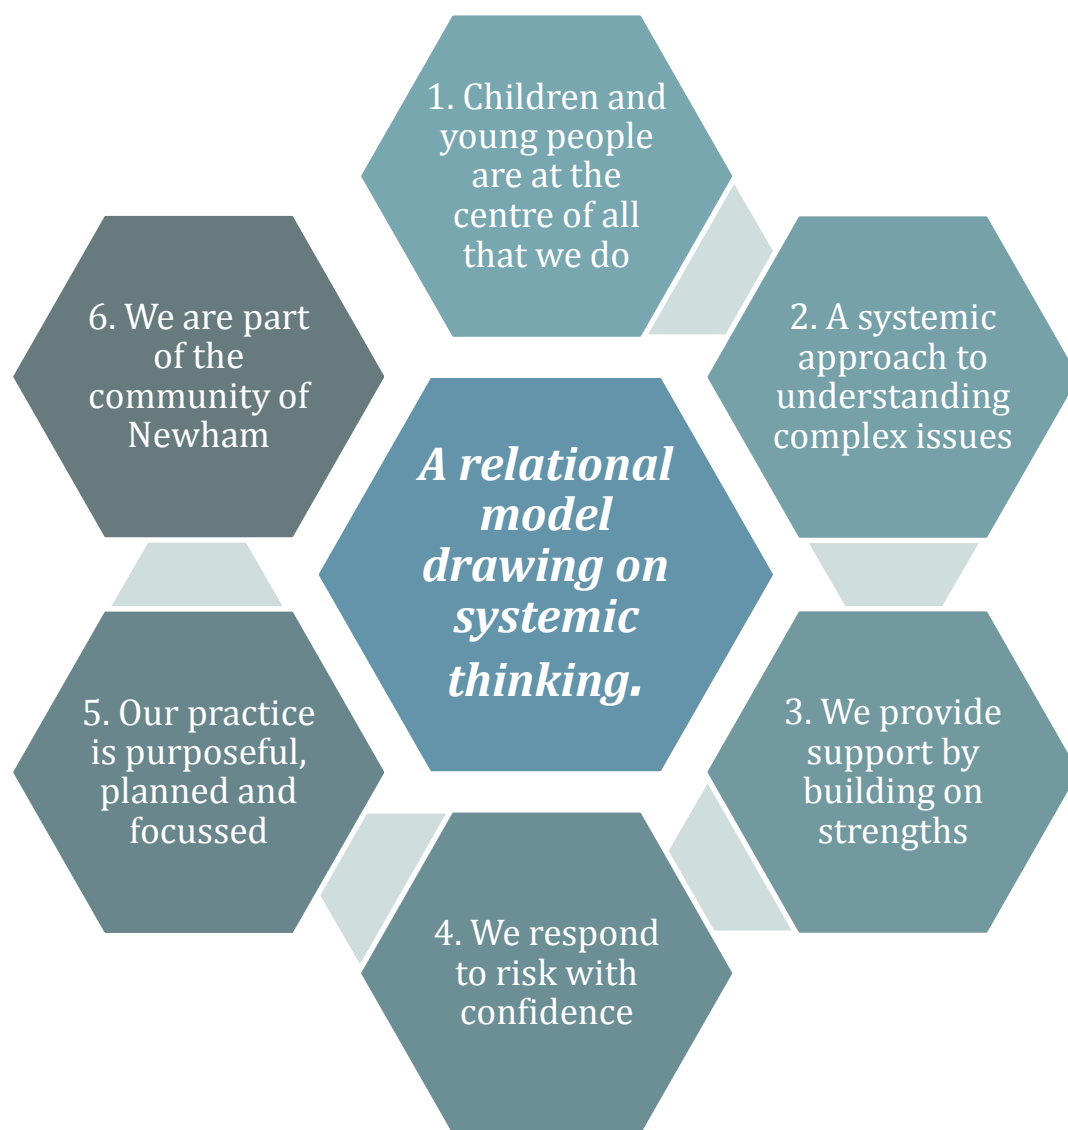 1. Children and
young people
are at the
centre of all
that we do
2. A systemic
approach to
understanding
complex issues
3. We provide
support by
building on
strengths
4. We respond
to risk with
confidence
5. Our practice
is purposeful,
planned and
focussed
6. We are part
of the
community of
Newham
A relational
model
drawing on
systemic
thinking.